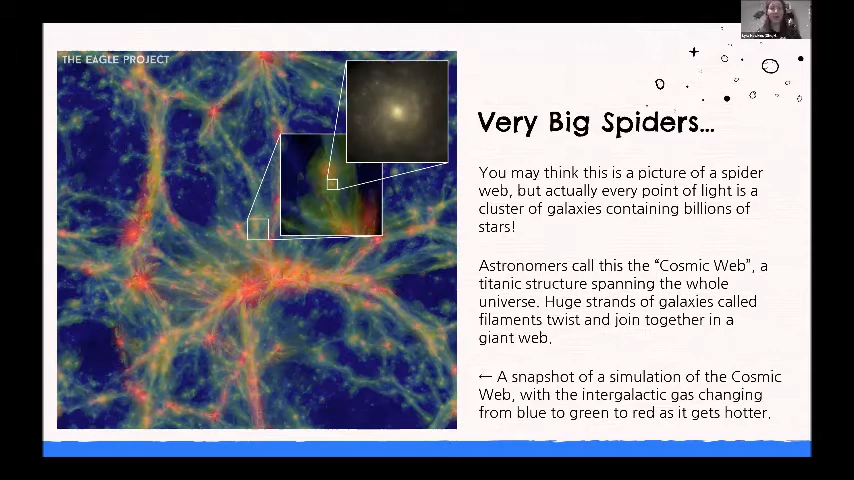 THE EAGLE PROJECT
Very Big Spiders...
You may think this is a picture of a spider
web, but actually every point of light is a
cluster of galaxies containing billions of
stars!
Astronomers call this the “Cosmic Web”, a
titanic structure spanning the whole
universe. Huge strands of galaxies called
filaments twist and join together in a
giant web.
← A snapshot of a simulation of the Cosmic
Web, with the intergalactic gas changing
from blue to green to red as it gets hotter.